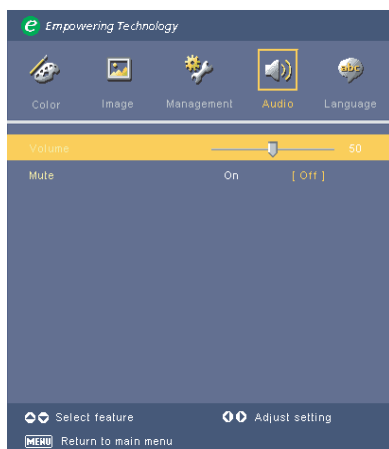 e Empowering Technology
Color Image Management Audio Language
abc
Volume 50
Mute On [ Off ]
Select feature Adjust setting
MENU Return to main menu